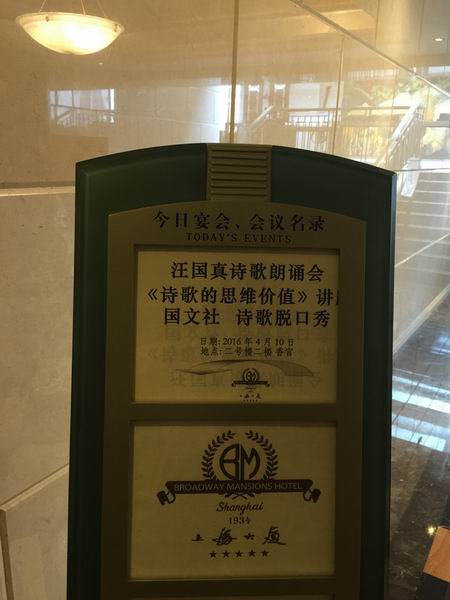 今日宴会、会议名录
TODAY'S EVENTS
汪国真诗歌朗诵会
《诗歌的思维价值》讲
国文社 诗歌脱口秀
日期:2016年4月10日
地点:二号楼二楼 香宫
BM
BROADWAY MANSIONS HOTEL
Shanghai
1934
上海大厦